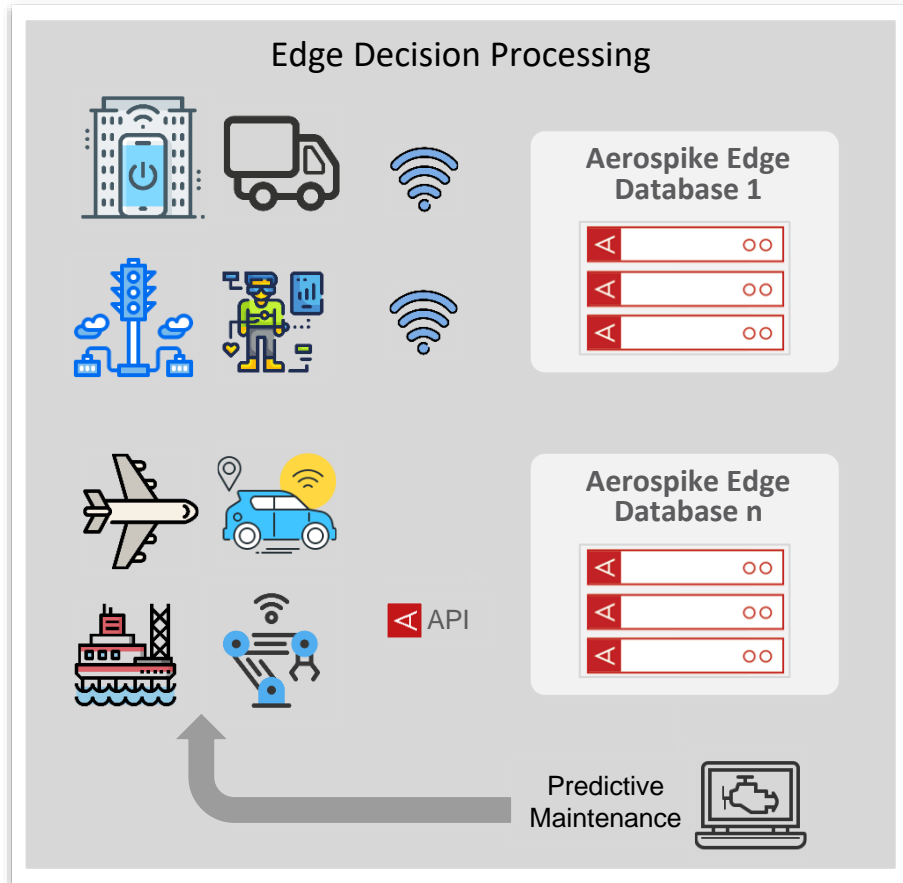 Edge Decision Processing
Aerospike Edge
Database 1
Aerospike Edge
Database n
API
Predictive
Maintenance